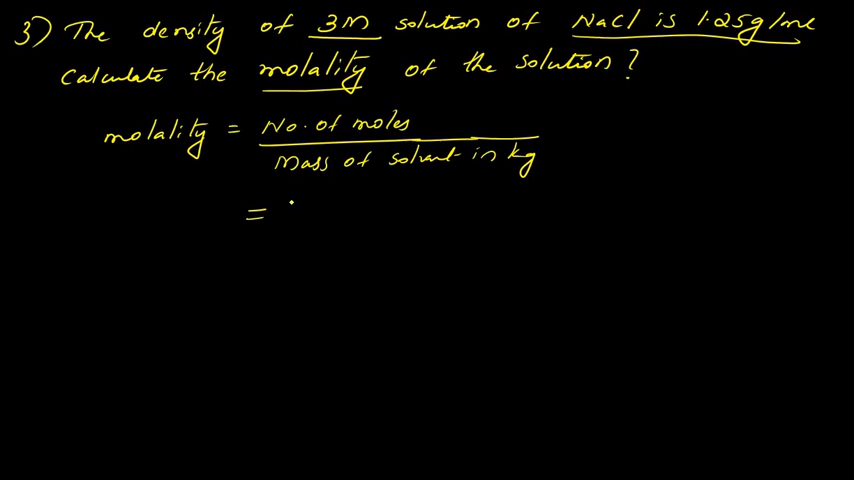 3) The density of 3M solution of NaCl is 1.25g/ml
Calculate the molality of the solution?
molality = No. of moles
Mass of solvent in kg
=